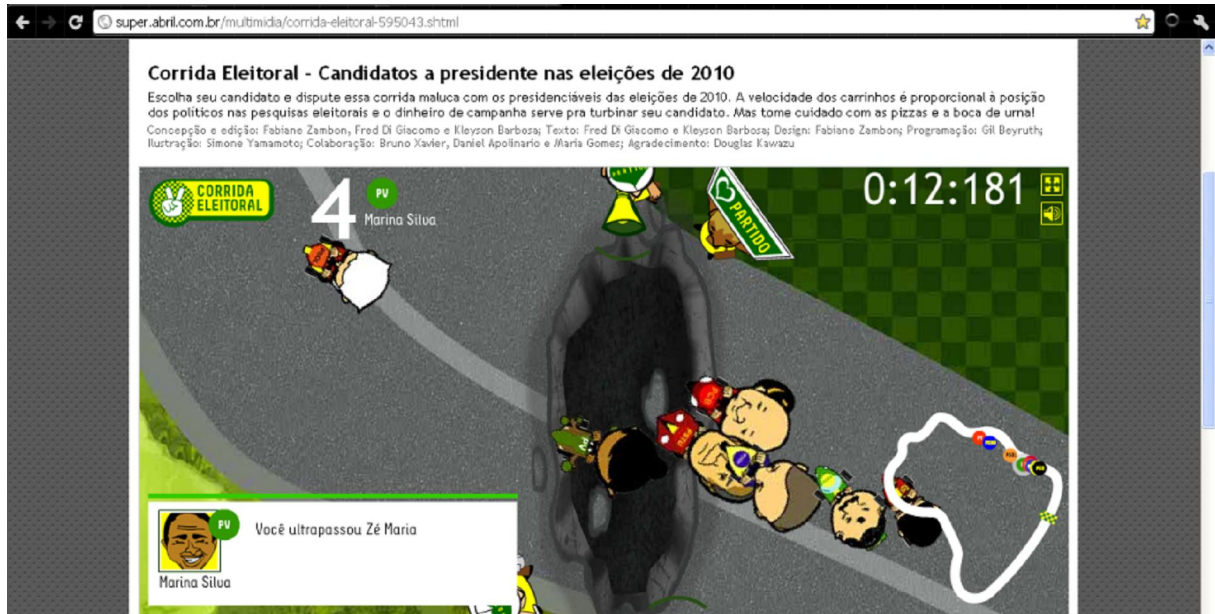 super.abril.com.br/multimidia/corrida-eleitoral-595043.shtml
Corrida Eleitoral - Candidatos a presidente nas eleições de 2010
Escolha seu candidato e dispute essa corrida maluca com os presidenciáveis das eleições de 2010. A velocidade dos carrinhos é proporcional à posição
dos políticos nas pesquisas eleitorais e o dinheiro de campanha serve pra turbinar seu candidato. Mas tome cuidado com as pizzas e a boca de urna!
Concepção e edição: Fabiano Zambon, Fred Di Giacomo e Kleyson Barbosa; Texto: Fred Di Giacomo e Kleyson Barbosa; Design: Fabiano Zambon; Programação: Gil Beyruth;
Ilustração: Simone Yamamoto; Colaboração: Bruno Xavier, Daniel Apolinario e Maria Gomes; Agradecimento: Douglas Kawazu
CORRIDA
ELEITORAL
4
PV
Marina Silva
PARTIDO
PARTIDO
0:12:181
PV
PV
Você ultrapassou Zé Maria
Marina Silva